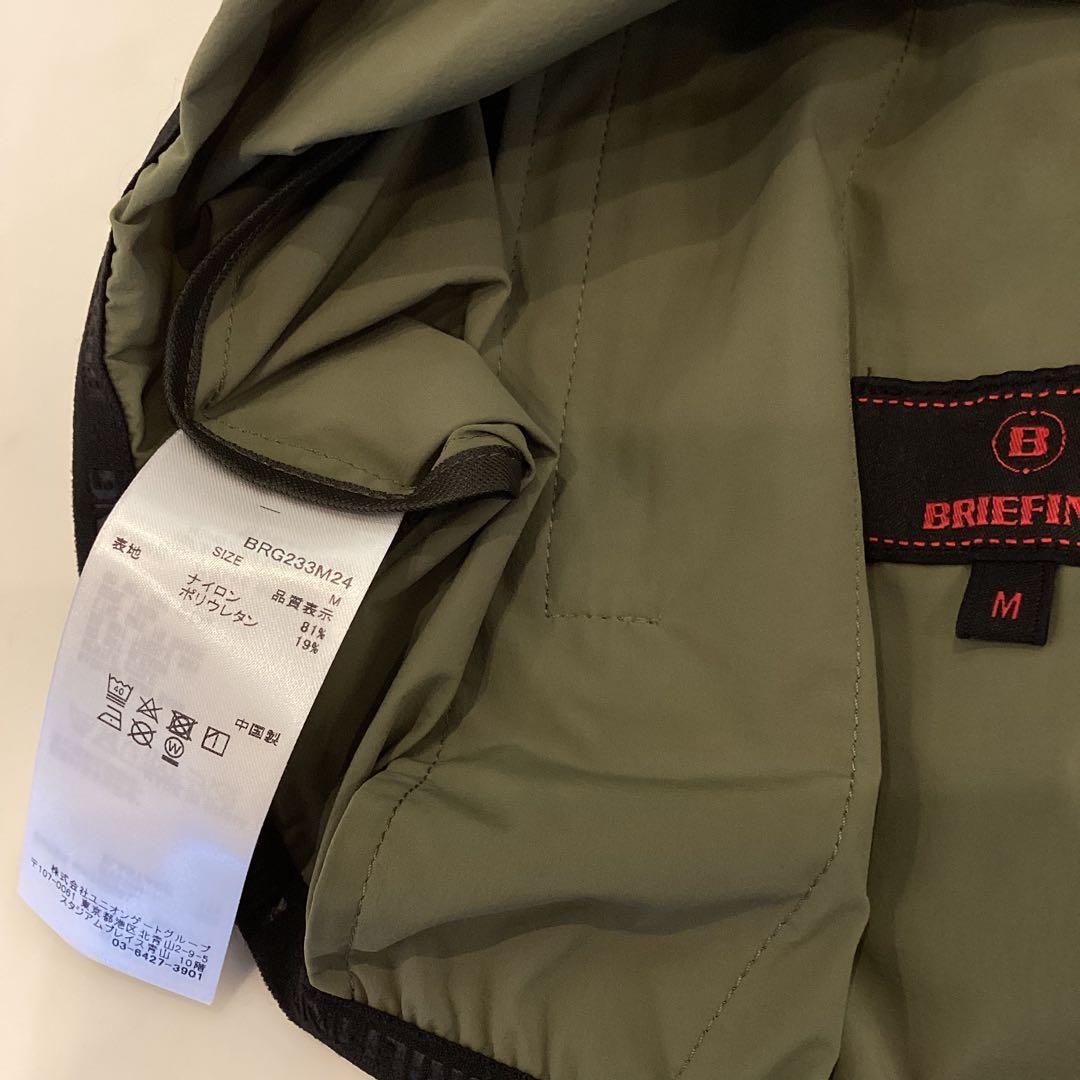 BRG233M24
SIZE M
表地 品質表示
ナイロン 81%
ポリウレタン 19%
40
W
中国製
株式会社ユニオンゲートグループ
〒107-0061 東京都港区北青山2-9-5
スタジアムプレイス青山 10階
03-6427-3901
B
BRIEFIN
M